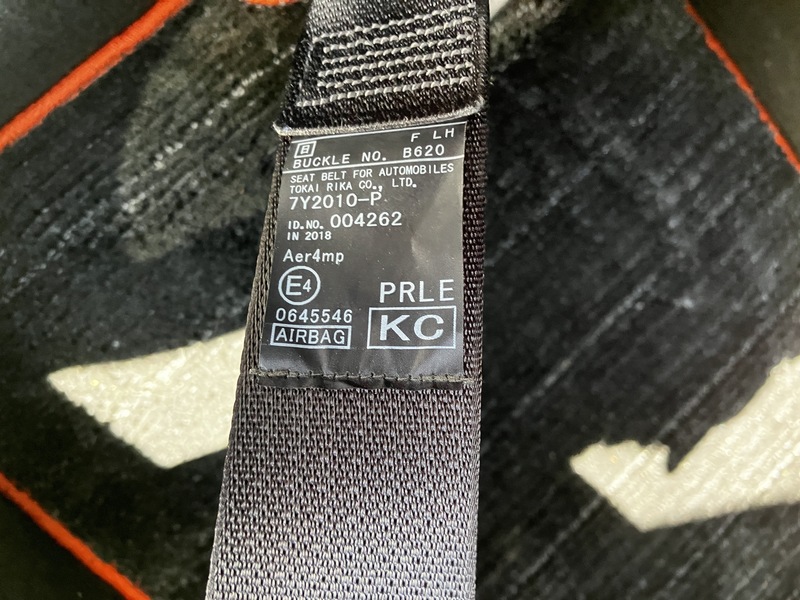 F LH
日
BUCKLE NO. B620
SEAT BELT FOR AUTOMOBILES
TOKAI RIKA CO., LTD.
7Y2010-P
ID.NO. 004262
IN 2018
Aer4mp
E4
PRLE
0645546
KC
AIRBAG